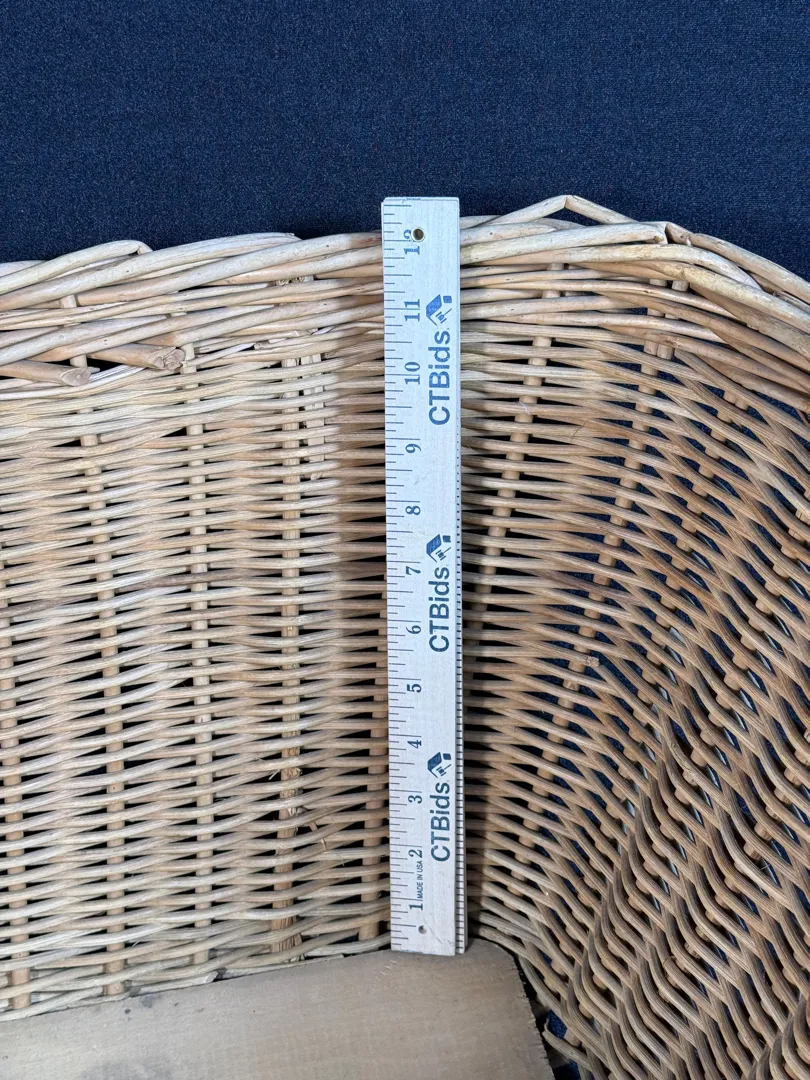 1 2 3 4 5 6 7 8 9 10 11 12
MADE IN USA
CTBids
CTBids
CTBids